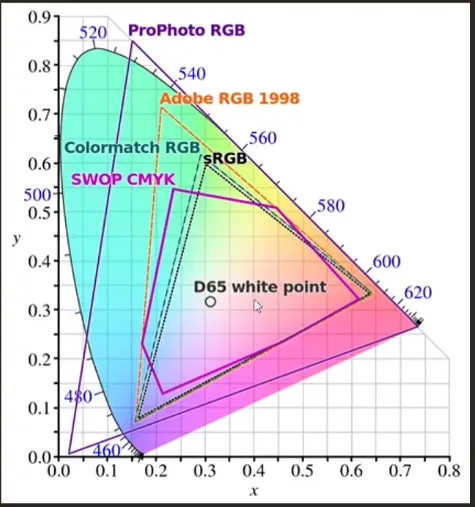 0.9
ProPhoto RGB
520
0.8
540
Adobe RGB 1998
0.7
560
Colormatch RGB
sRGB
0.6
SWOP CMYK
500
580
0.5
y
0.4
600
D65 white point
620
0.3
0.2
480
0.1
460
0.0
0.0 0.1 0.2 0.3 0.4 0.5 0.6 0.7 0.8
x